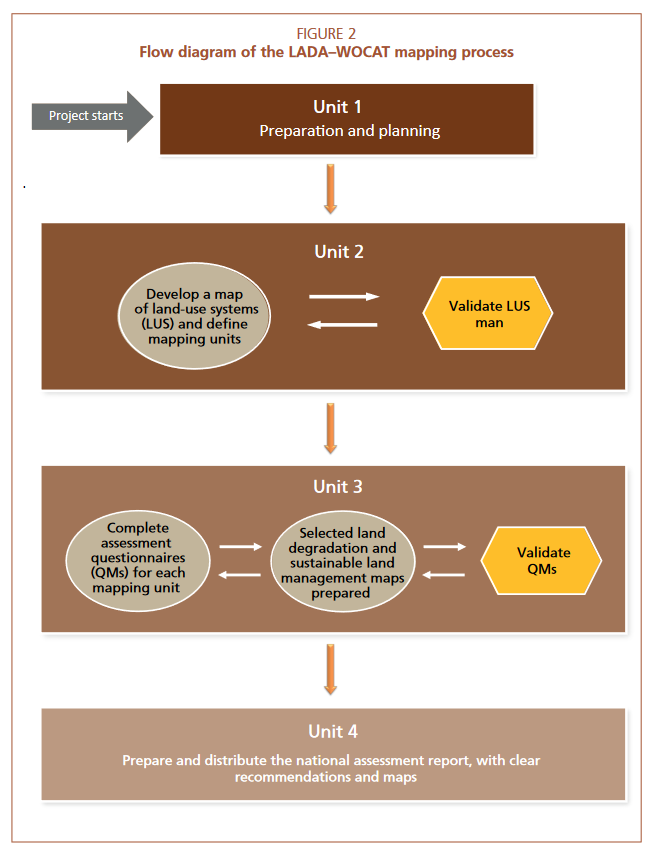 FIGURE 2
Flow diagram of the LADA–WOCAT mapping process
Project starts
Unit 1
Preparation and planning
Unit 2
Develop a map
of land-use systems
(LUS) and define
mapping units
Validate LUS
man
Unit 3
Complete
assessment
questionnaires
(QMs) for each
mapping unit
Selected land
degradation and
sustainable land
management maps
prepared
Validate
QMs
Unit 4
Prepare and distribute the national assessment report, with clear
recommendations and maps